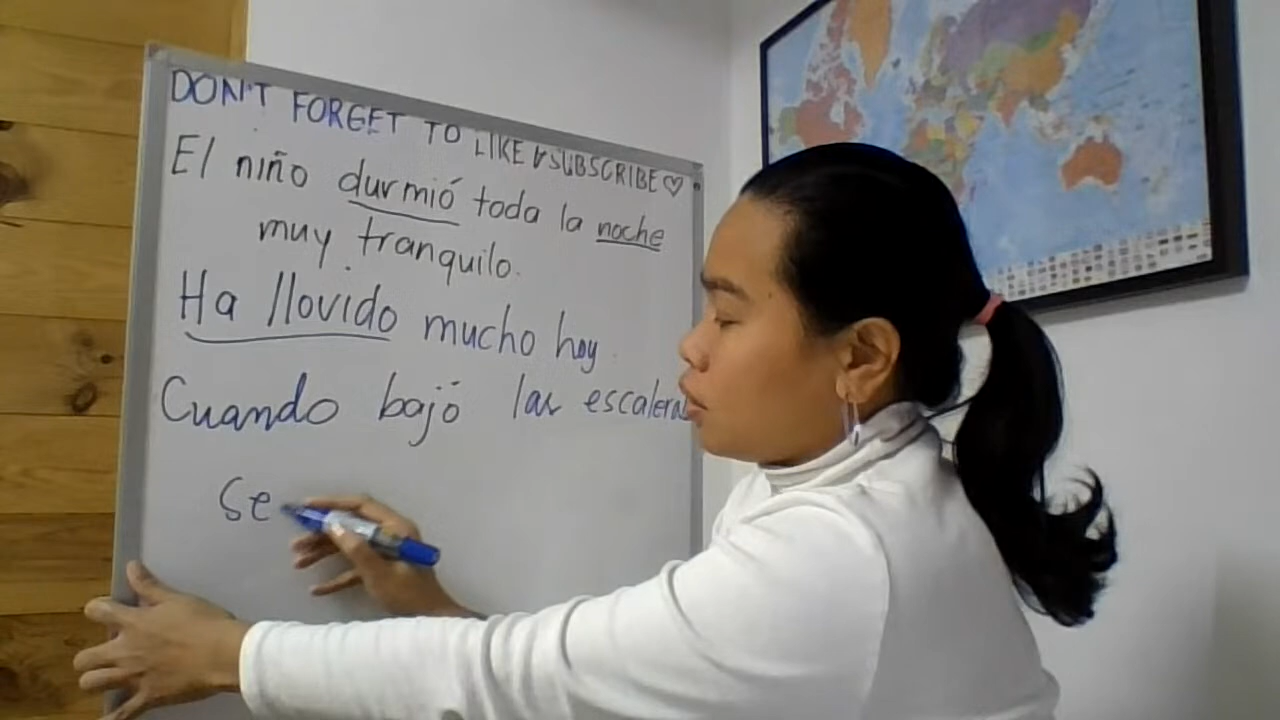 DON'T FORGET TO LIKE & SUBSCRIBE ♡
El niño durmió toda la noche
muy tranquilo.
Ha llovido mucho hoy.
Cuando bajó las escaleras
Se